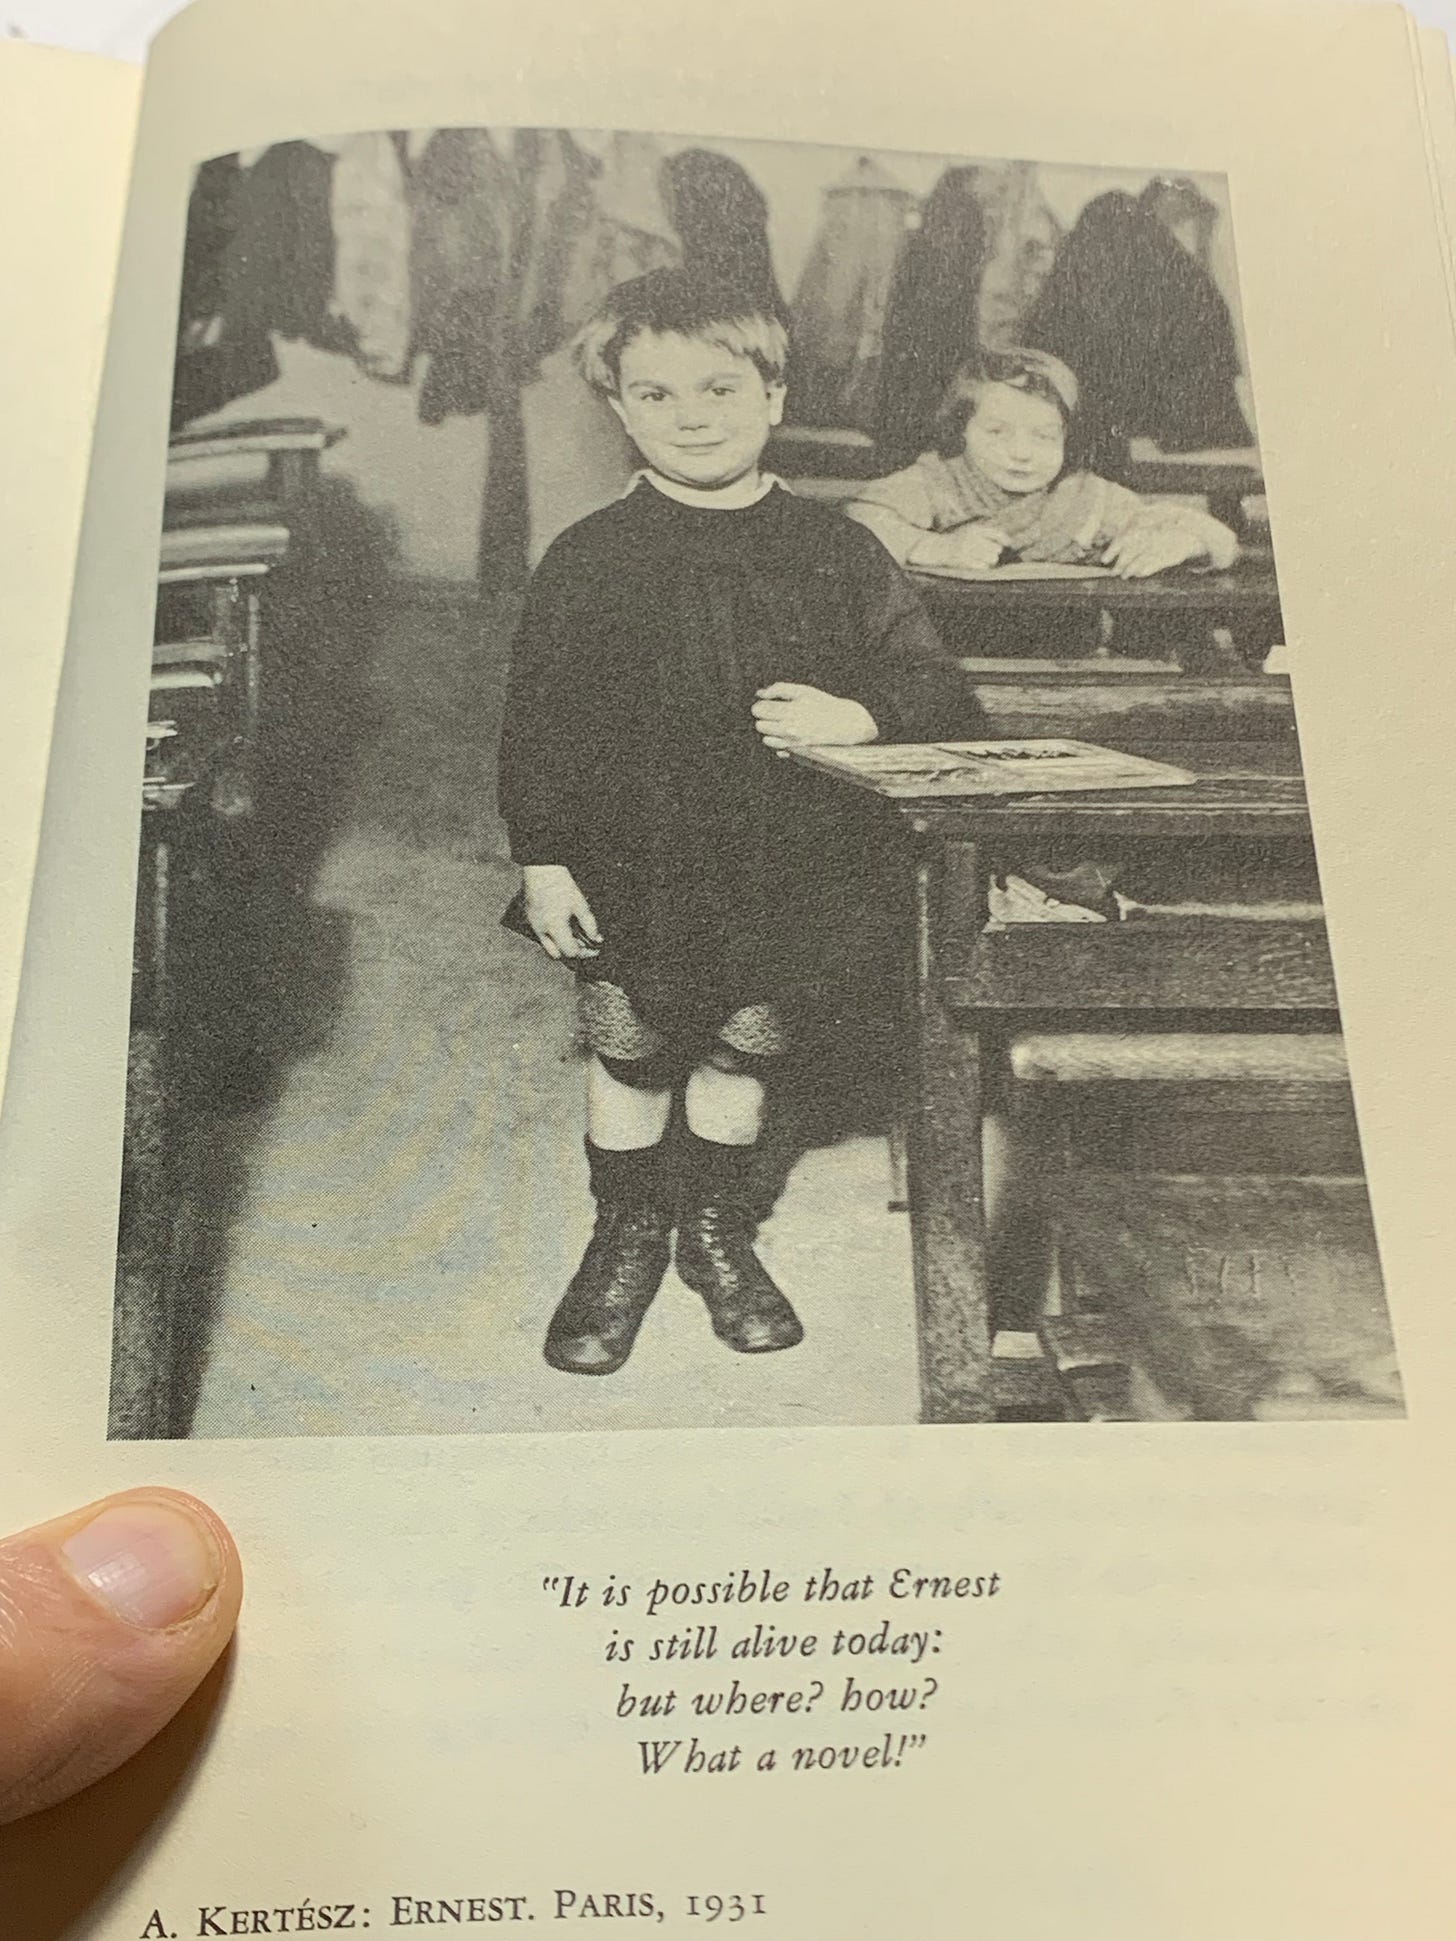 "It is possible that Ernest
is still alive today:
but where? how?
What a novel!"
A. KERTÉSZ: ERNEST. PARIS, 1931